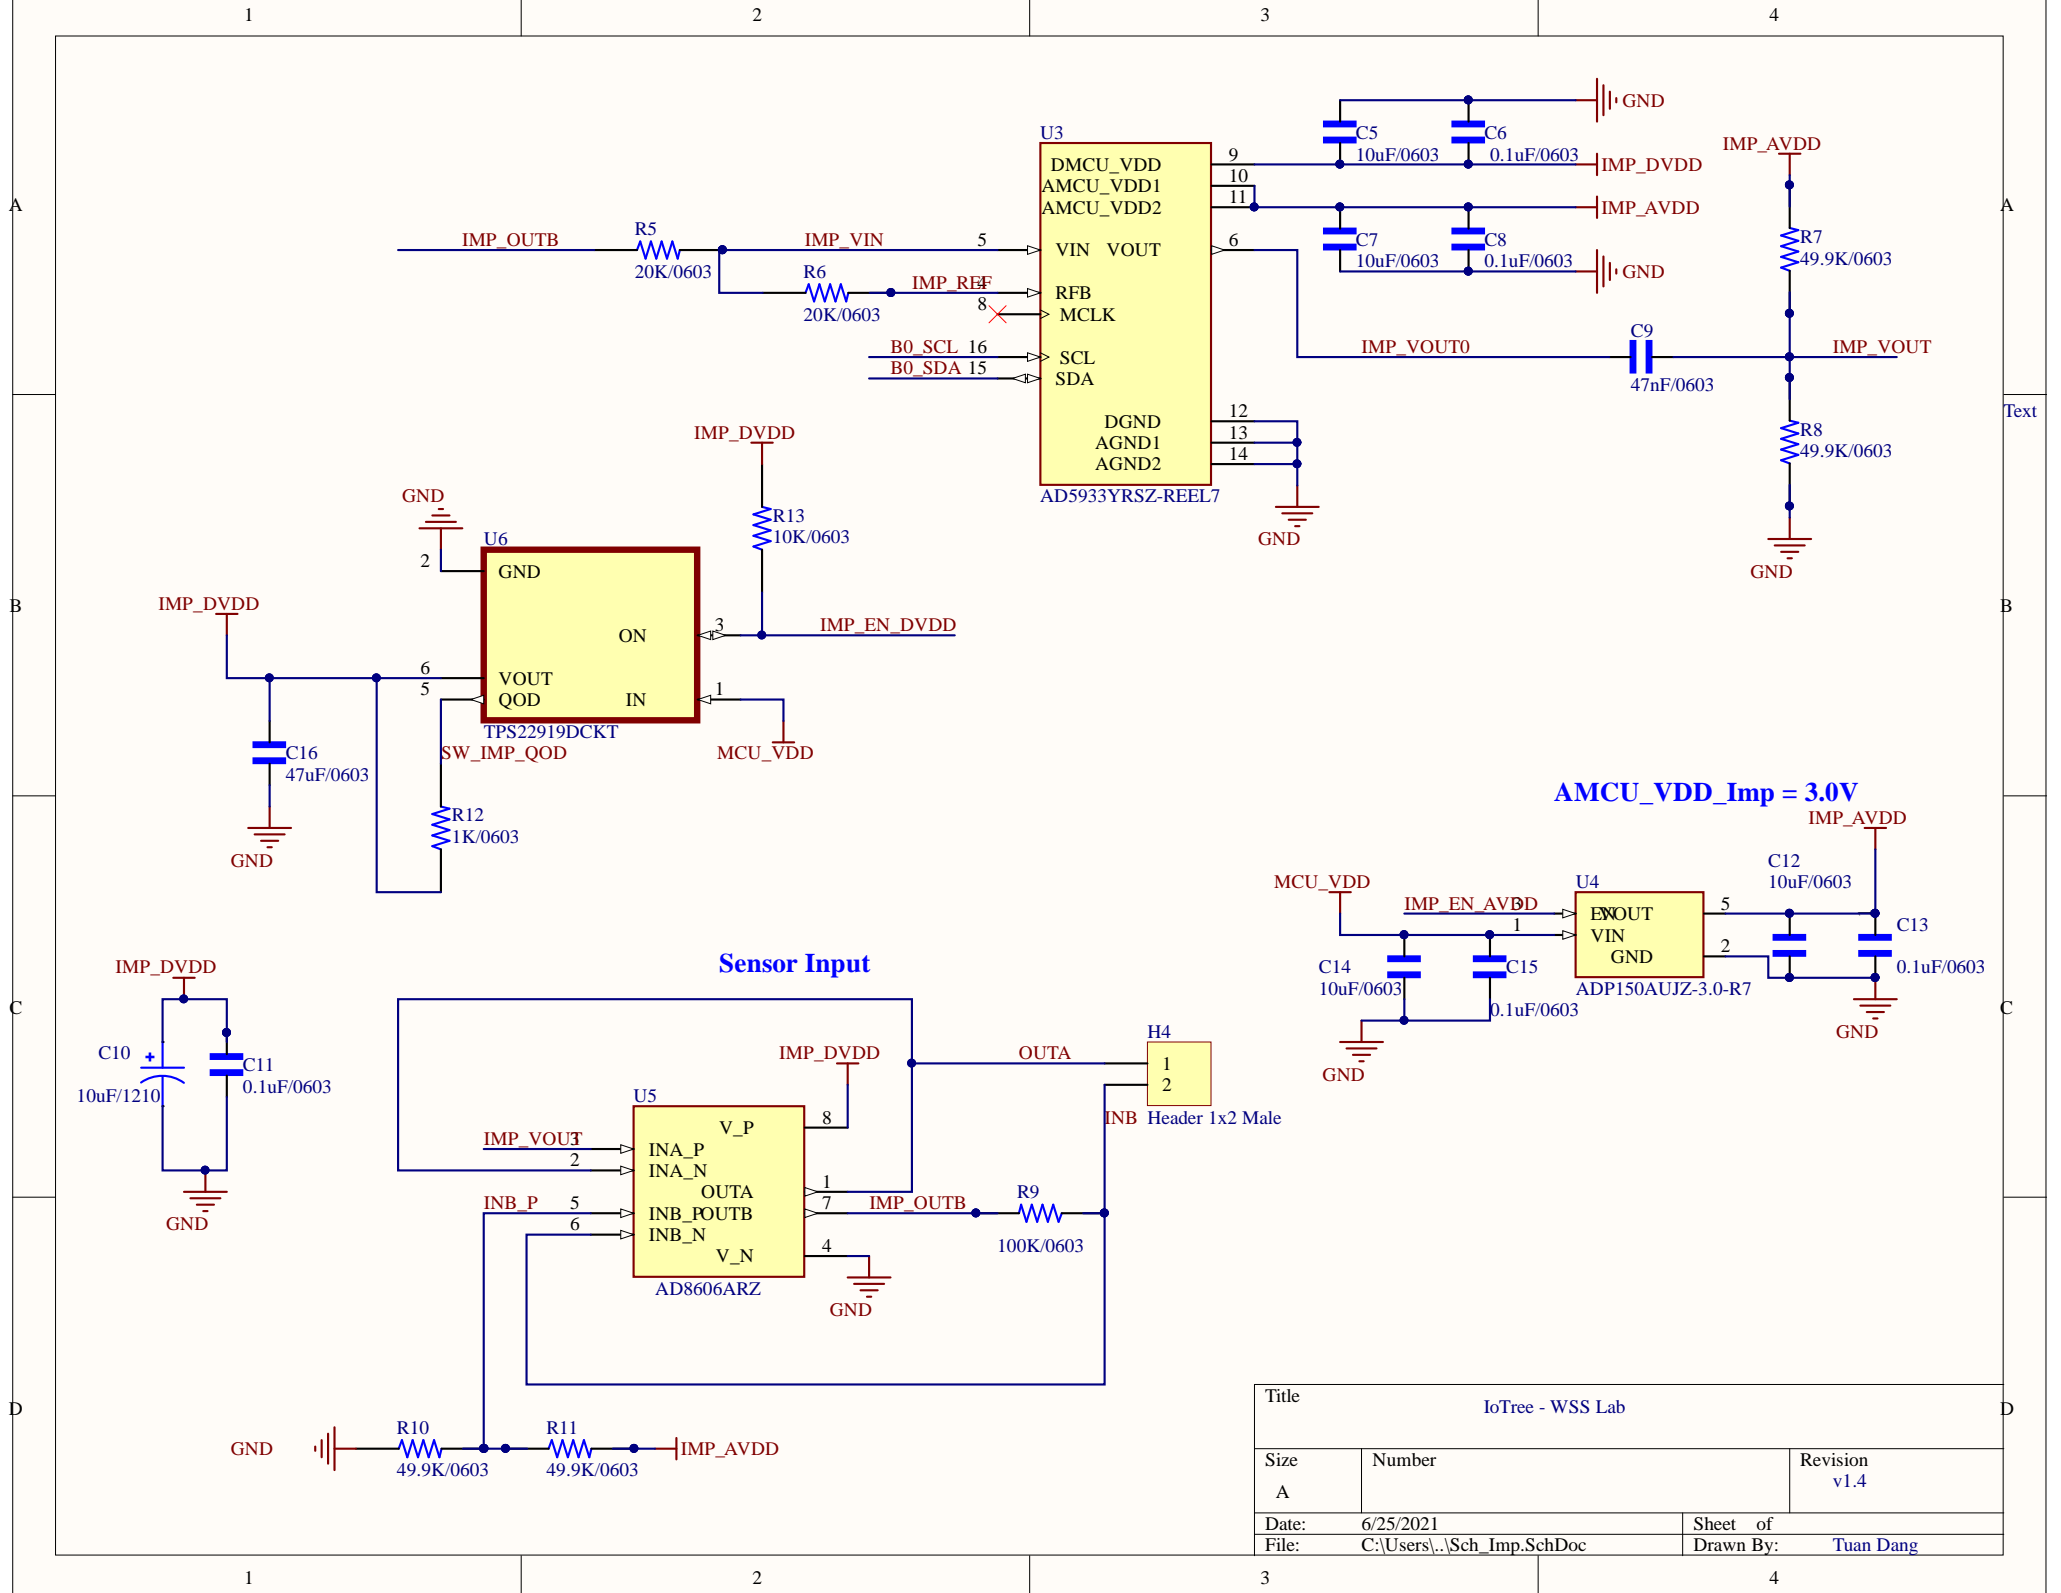 1 2 3 4
GND
U3
C5
10uF/0603
C6
0.1uF/0603
IMP_AVDD
DMCU_VDD 9
IMP_DVDD
AMCU_VDD1 10
AMCU_VDD2 11
IMP_AVDD
A
A
IMP_OUTB
R5
20K/0603
IMP_VIN 5 VIN VOUT 6
C7
10uF/0603
C8
0.1uF/0603
GND
R7
49.9K/0603
R6
20K/0603
IMP_REF 4 RFB
8 MCLK
B0_SCL 16 SCL
B0_SDA 15 SDA
IMP_VOUT0
C9
47nF/0603
IMP_VOUT
Text
DGND 12
AGND1 13
AGND2 14
AD5933YRSZ-REEL7
GND
R8
49.9K/0603
GND
IMP_DVDD
R13
10K/0603
GND
U6
2 GND
B
B
IMP_DVDD
ON 3 IMP_EN_DVDD
6 VOUT
5 QOD IN 1
TPS22919DCKT
SW_IMP_QOD
MCU_VDD
C16
47uF/0603
GND
R12
1K/0603
AMCU_VDD_Imp = 3.0V
IMP_AVDD
MCU_VDD
C12
10uF/0603
U4
IMP_EN_AVDD 3 EN VOUT 5
1 VIN
GND 2
C13
0.1uF/0603
C14
10uF/0603
C15
0.1uF/0603
ADP150AUJZ-3.0-R7
GND
GND
Sensor Input
C
C
IMP_DVDD
C10
+
10uF/1210
C11
0.1uF/0603
GND
IMP_DVDD
OUTA
H4
1
2
INB
Header 1x2 Male
U5
V_P 8
IMP_VOUT 3 INA_P
2 INA_N
OUTA 1
INB_P 5 INB_P OUTB 7 IMP_OUTB
R9
100K/0603
6 INB_N
V_N 4
AD8606ARZ
GND
D
D
GND
R10
49.9K/0603
R11
49.9K/0603
IMP_AVDD
Title
IoTree - WSS Lab
Size
A
Number
Revision
v1.4
Date: 6/25/2021 Sheet of
File: C:\Users\..\Sch_Imp.SchDoc Drawn By: Tuan Dang
1 2 3 4